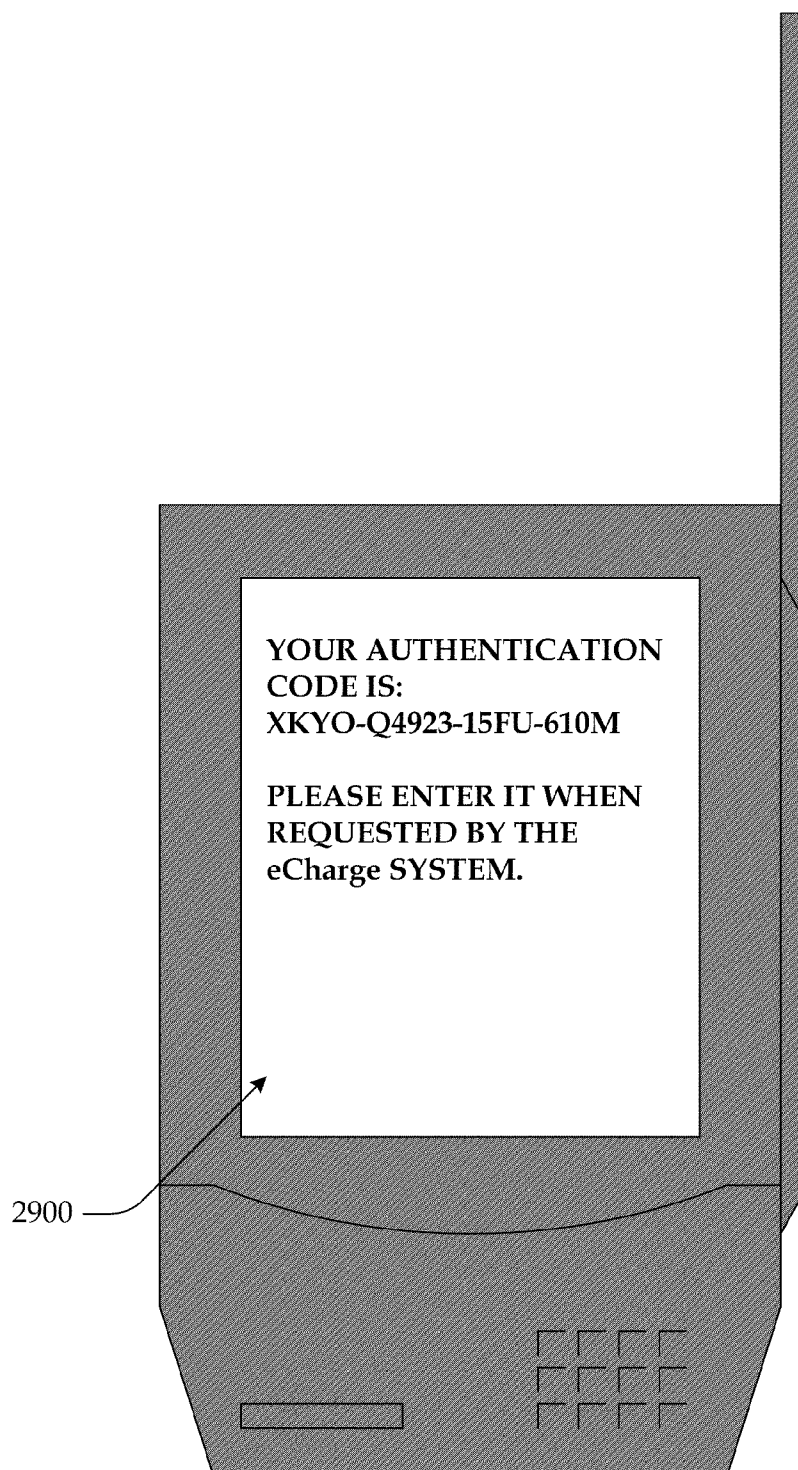 YOUR AUTHENTICATION
CODE IS:
XKYO-Q4923-15FU-610M
PLEASE ENTER IT WHEN
REQUESTED BY THE
eCharge SYSTEM.
2900